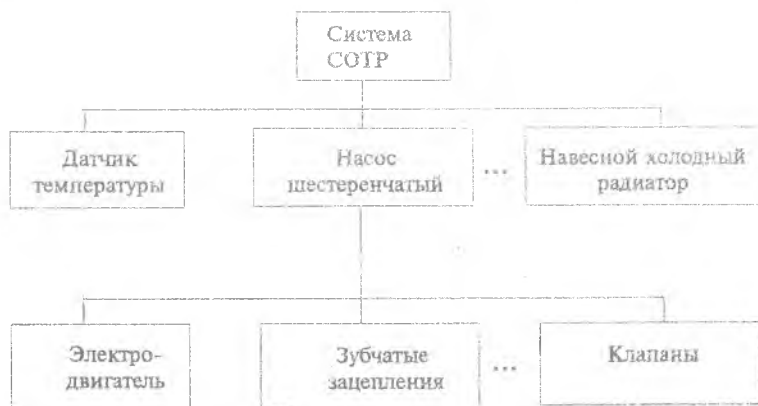 Система
СОТР
Датчик
температуры
Насос
шестеренчатый
...
Навесной холодный
радиатор
Электро-
двигатель
Зубчатые
зацепления
...
Клапаны